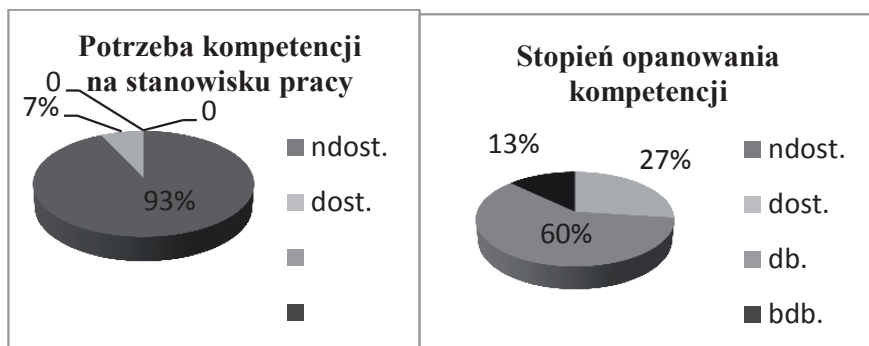 Potrzeba kompetencji
na stanowisku pracy
0
0
7%
93%
ndost.
dost.
Stopień opanowania
kompetencji
13%
27%
60%
ndost.
dost.
db.
bdb.